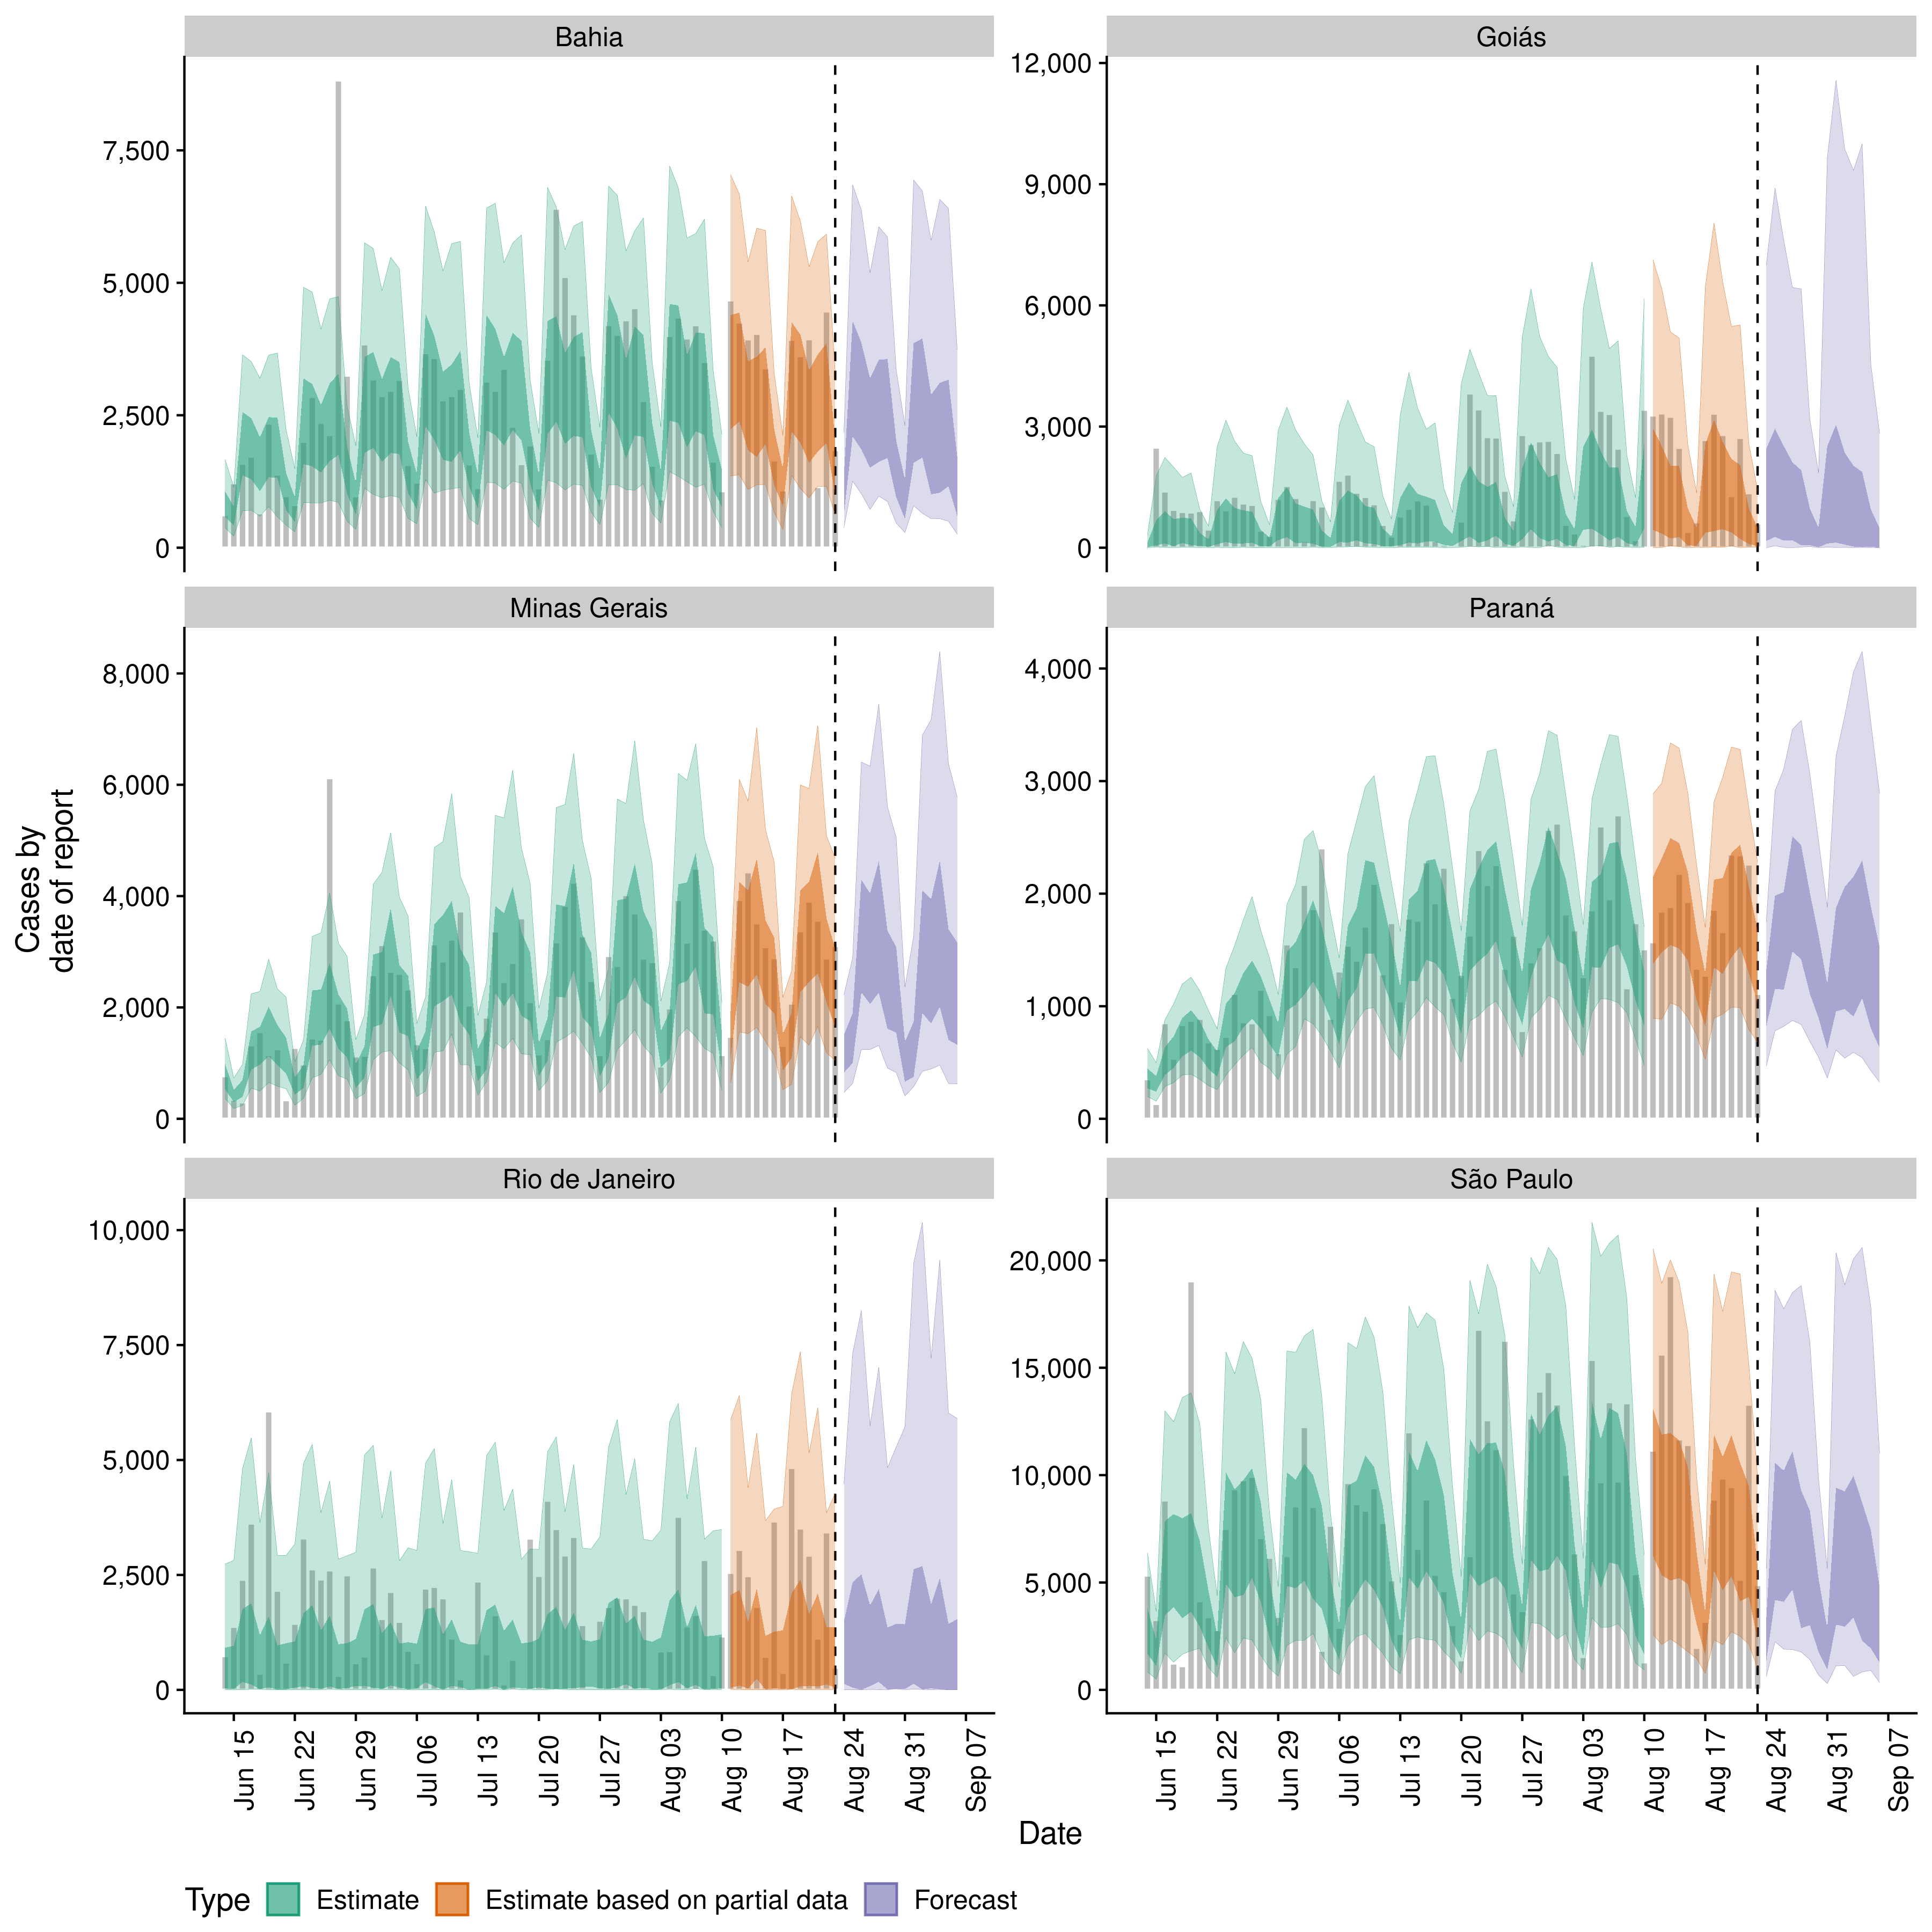 Bahia
Goiás
7,500
5,000
2,500
0
12,000
9,000
6,000
3,000
0
Minas Gerais
Paraná
8,000
6,000
4,000
2,000
0
4,000
3,000
2,000
1,000
0
Cases by
date of report
Rio de Janeiro
São Paulo
10,000
7,500
5,000
2,500
0
20,000
15,000
10,000
5,000
0
Jun 15
Jun 22
Jun 29
Jul 06
Jul 13
Jul 20
Jul 27
Aug 03
Aug 10
Aug 17
Aug 24
Aug 31
Sep 07
Jun 15
Jun 22
Jun 29
Jul 06
Jul 13
Jul 20
Jul 27
Aug 03
Aug 10
Aug 17
Aug 24
Aug 31
Sep 07
Date
Type Estimate Estimate based on partial data Forecast